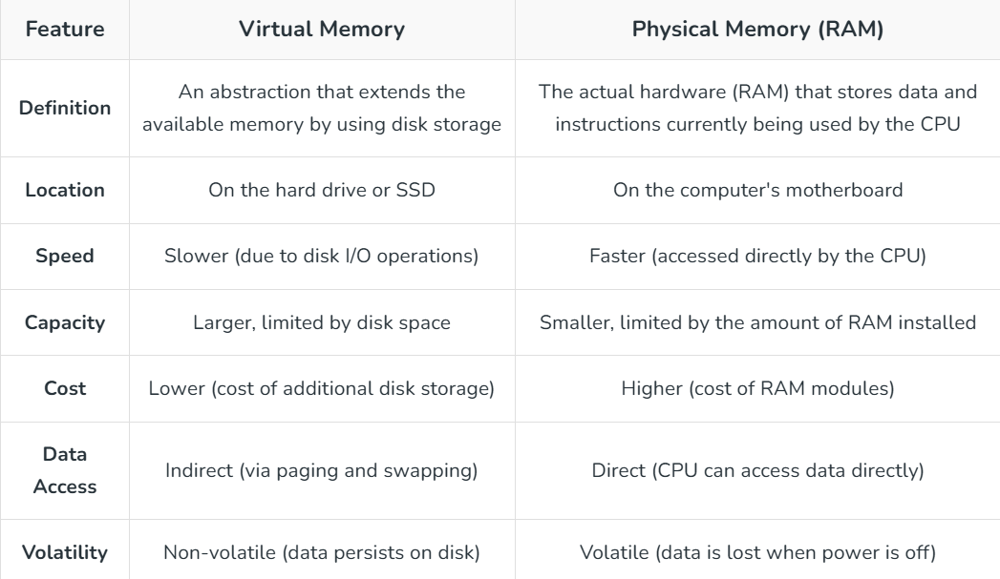 Feature
Virtual Memory
Physical Memory (RAM)
Definition
An abstraction that extends the
available memory by using disk storage
The actual hardware (RAM) that stores data and
instructions currently being used by the CPU
Location
On the hard drive or SSD
On the computer's motherboard
Speed
Slower (due to disk I/O operations)
Faster (accessed directly by the CPU)
Capacity
Larger, limited by disk space
Smaller, limited by the amount of RAM installed
Cost
Lower (cost of additional disk storage)
Higher (cost of RAM modules)
Data
Access
Indirect (via paging and swapping)
Direct (CPU can access data directly)
Volatility
Non-volatile (data persists on disk)
Volatile (data is lost when power is off)